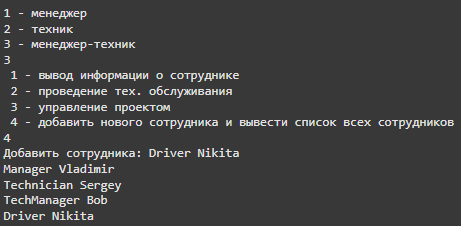 1 - менеджер
2 - техник
3 - менеджер-техник
3
1 - вывод информации о сотруднике
2 - проведение тех. обслуживания
3 - управление проектом
4 - добавить нового сотрудника и вывести список всех сотрудников
4
Добавить сотрудника: Driver Nikita
Manager Vladimir
Technician Sergey
TechManager Bob
Driver Nikita